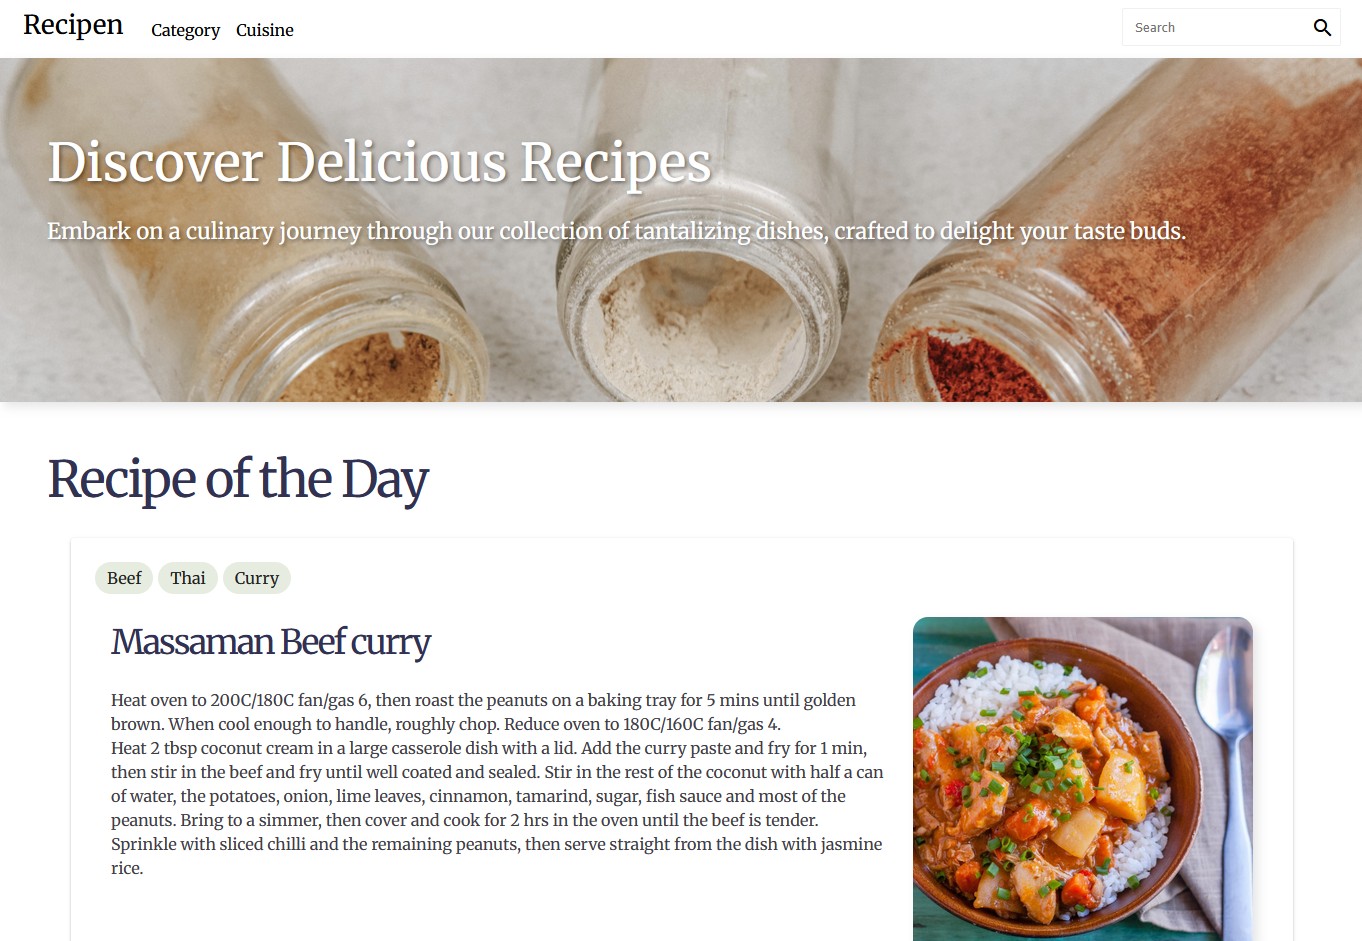 Recipen
Category
Cuisine
Search
Discover Delicious Recipes
Embark on a culinary journey through our collection of tantalizing dishes, crafted to delight your taste buds.
Recipe of the Day
Beef
Thai
Curry
Massaman Beef curry
Heat oven to 200C/180C fan/gas 6, then roast the peanuts on a baking tray for 5 mins until golden
brown. When cool enough to handle, roughly chop. Reduce oven to 180C/160C fan/gas 4.
Heat 2 tbsp coconut cream in a large casserole dish with a lid. Add the curry paste and fry for 1 min,
then stir in the beef and fry until well coated and sealed. Stir in the rest of the coconut with half a can
of water, the potatoes, onion, lime leaves, cinnamon, tamarind, sugar, fish sauce and most of the
peanuts. Bring to a simmer, then cover and cook for 2 hrs in the oven until the beef is tender.
Sprinkle with sliced chilli and the remaining peanuts, then serve straight from the dish with jasmine
rice.